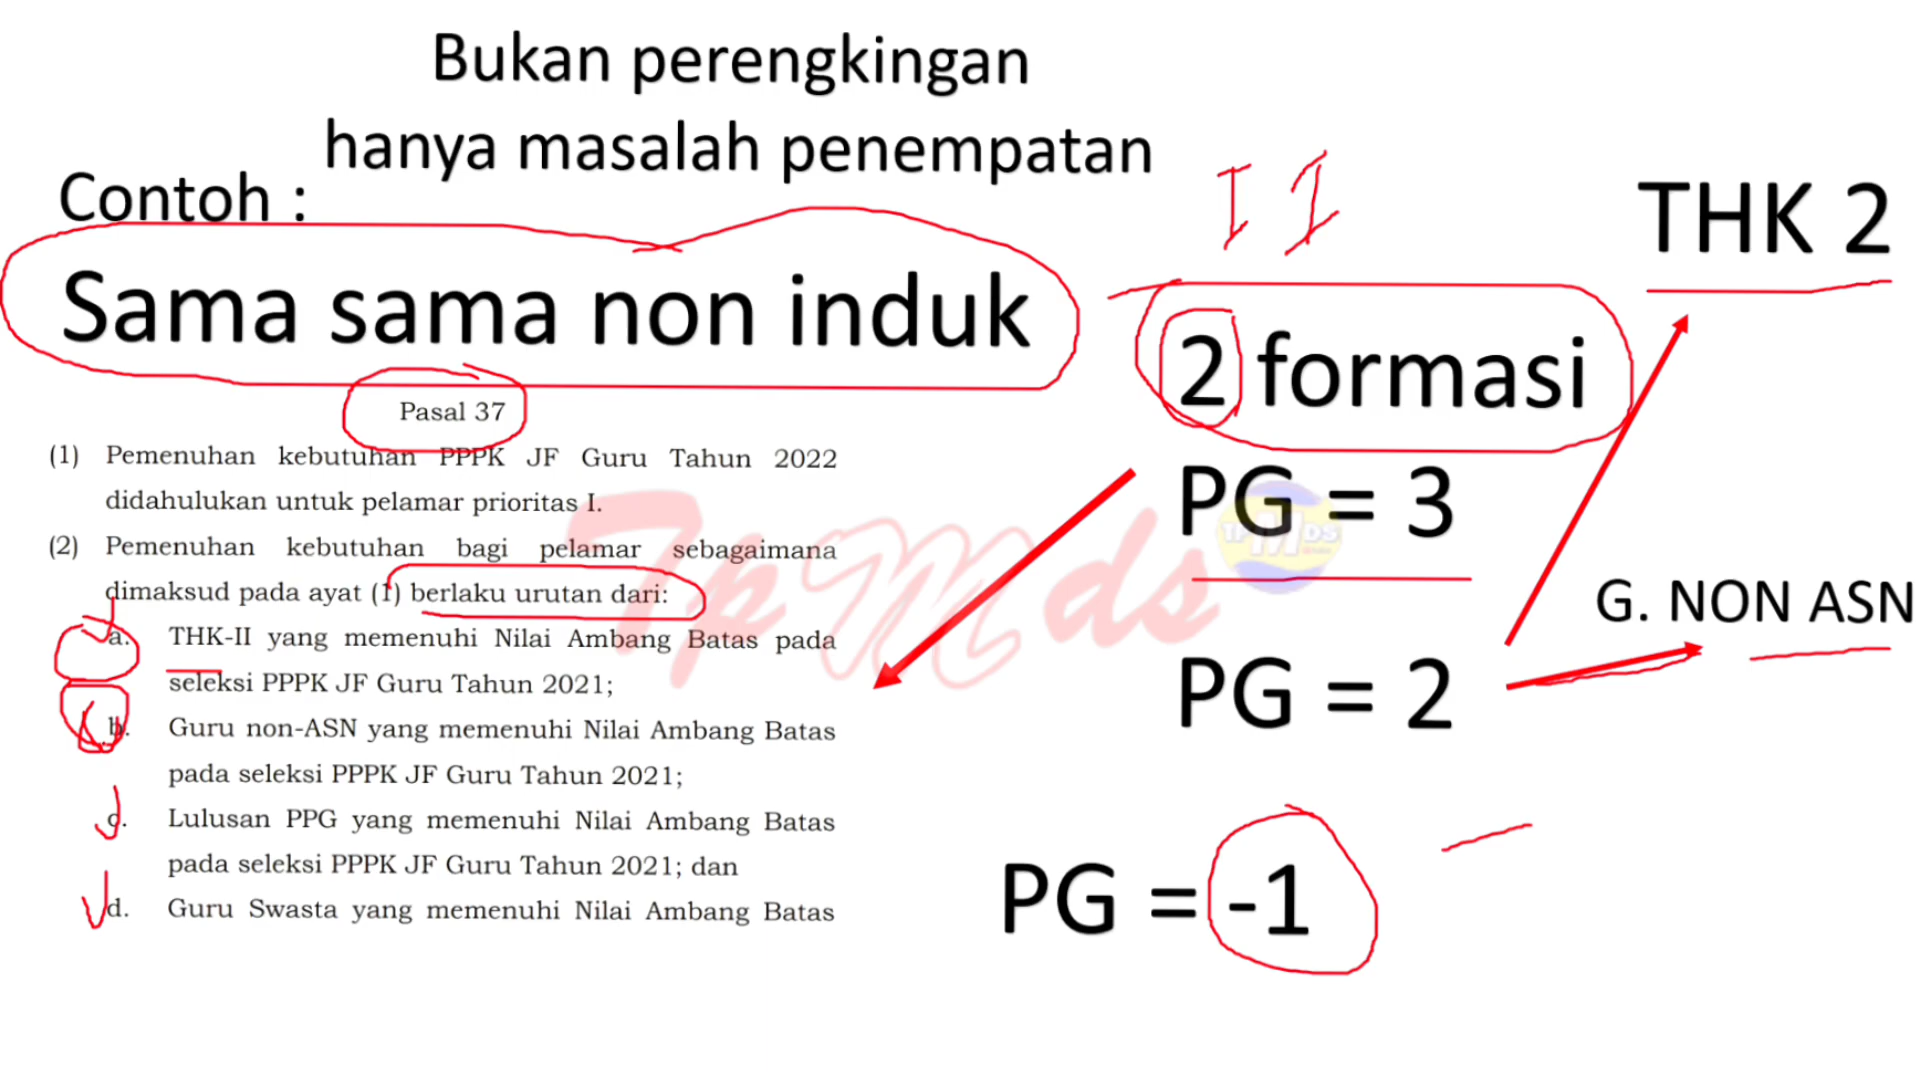 Bukan perengkingan
hanya masalah penempatan
Contoh :
Sama sama non induk
I I
THK 2
2 formasi
Pasal 37
(1) Pemenuhan kebutuhan PPPK JF Guru Tahun 2022
didahulukan untuk pelamar prioritas I.
(2) Pemenuhan kebutuhan bagi pelamar sebagaimana
dimaksud pada ayat (1) berlaku urutan dari:
a. THK-II yang memenuhi Nilai Ambang Batas pada
seleksi PPPK JF Guru Tahun 2021;
b. Guru non-ASN yang memenuhi Nilai Ambang Batas
pada seleksi PPPK JF Guru Tahun 2021;
c. Lulusan PPG yang memenuhi Nilai Ambang Batas
pada seleksi PPPK JF Guru Tahun 2021; dan
d. Guru Swasta yang memenuhi Nilai Ambang Batas
PG = 3
G. NON ASN
PG = 2
PG = -1
TpMds
TPMDS